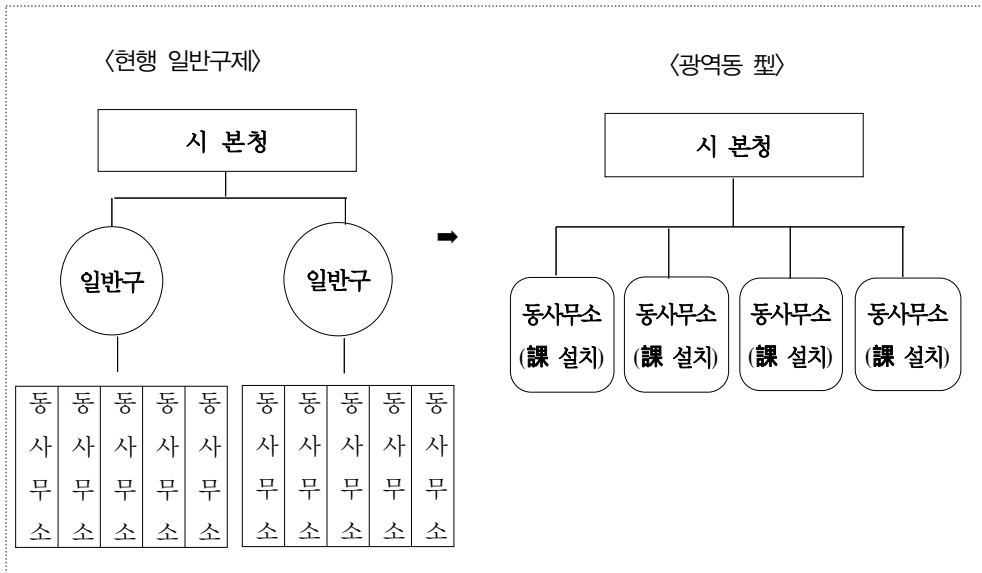 〈현행 일반구제〉
시 본청
일반구
일반구
동사무소
동사무소
동사무소
동사무소
동사무소
동사무소
동사무소
동사무소
동사무소
동사무소
➡
〈광역동 型〉
시 본청
동사무소
(課 설치)
동사무소
(課 설치)
동사무소
(課 설치)
동사무소
(課 설치)